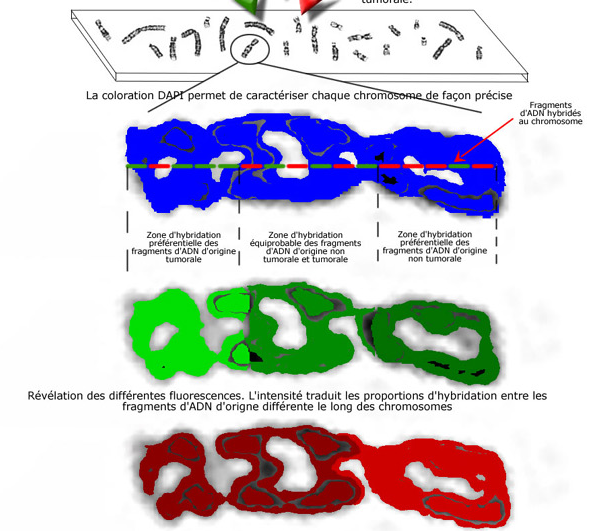 tumorale.
La coloration DAPI permet de caractériser chaque chromosome de façon précise
Fragments
d'ADN hybridés
au chromosome
Zone d'hybridation
préférentielle des
fragments d'ADN d'origine
tumorale
Zone d'hybridation
équiprobable des fragments
d'ADN d'origine non
tumorale et tumorale
Zone d'hybridation
préférentielle des
fragments d'ADN d'origine
non tumorale
Révélation des différentes fluorescences. L'intensité traduit les proportions d'hybridation entre les
fragments d'ADN d'origne différente le long des chromosomes